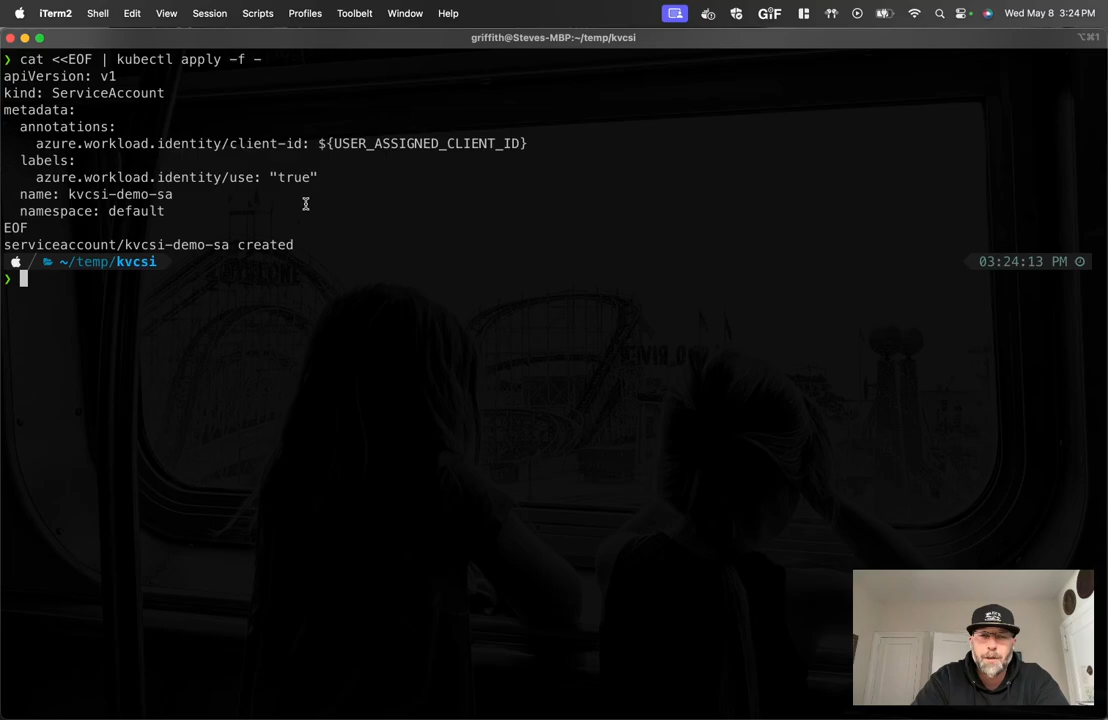 iTerm2 Shell Edit View Session Scripts Profiles Toolbelt Window Help GIF Wed May 8 3:24 PM
griffith@Steves-MBP:~/temp/kvcsi ⌥⌘1
❯ cat <<EOF | kubectl apply -f -
apiVersion: v1
kind: ServiceAccount
metadata:
  annotations:
    azure.workload.identity/client-id: ${USER_ASSIGNED_CLIENT_ID}
  labels:
    azure.workload.identity/use: "true"
  name: kvcsi-demo-sa
  namespace: default
EOF
serviceaccount/kvcsi-demo-sa created
~/temp/kvcsi 03:24:13 PM
❯